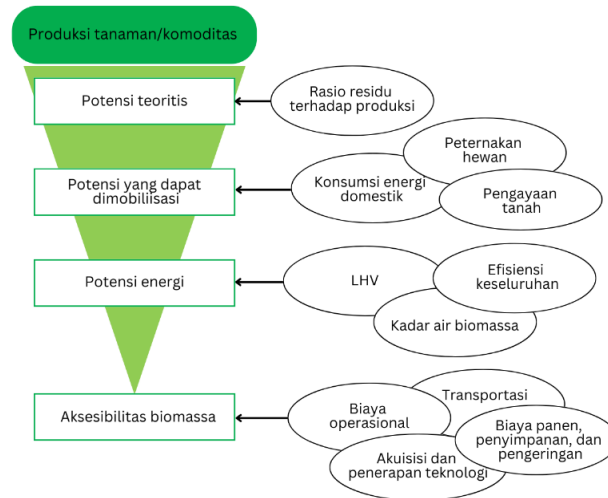 Produksi tanaman/komoditas
Potensi teoritis
Rasio residu
terhadap produksi
Potensi yang dapat
dimobiliisasi
Konsumsi energi
domestik
Peternakan
hewan
Pengayaan
tanah
Potensi energi
LHV
Efisiensi
keseluruhan
Kadar air biomassa
Aksesibilitas biomassa
Biaya
operasional
Transportasi
Biaya panen,
penyimpanan, dan
pengeringan
Akuisisi dan
penerapan teknologi